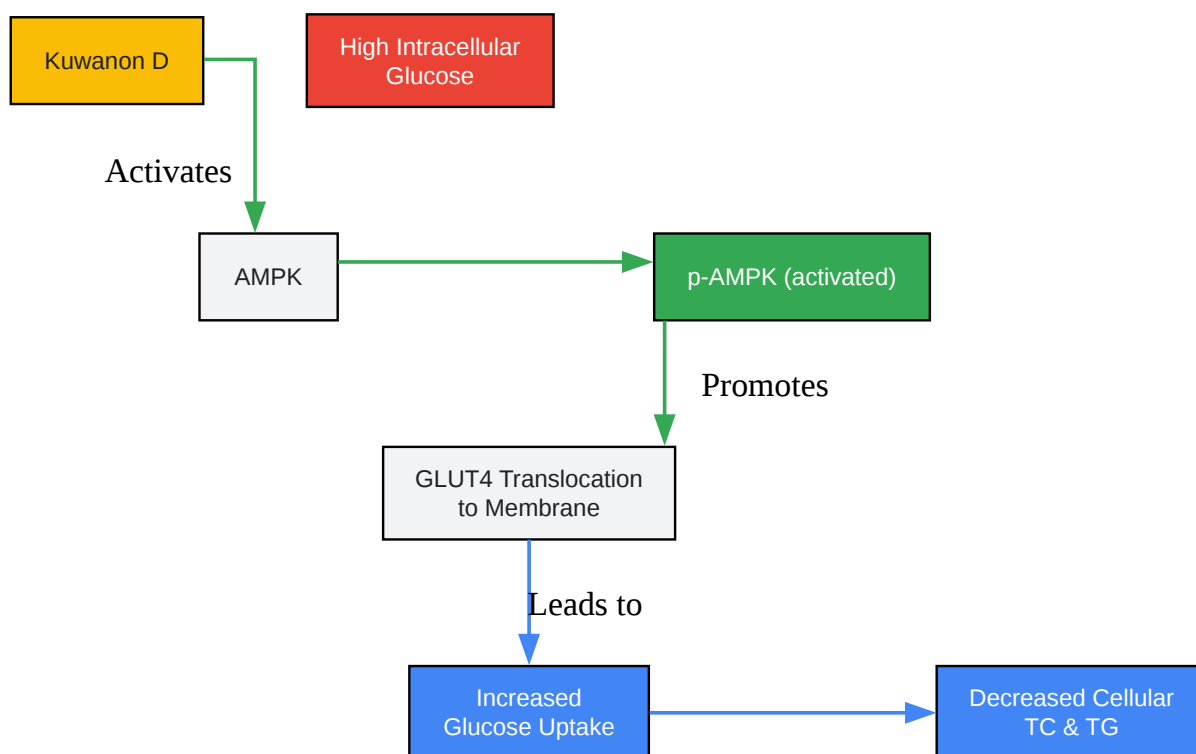 Kuwanon D
High Intracellular
Glucose
Activates
AMPK
p-AMPK (activated)
Promotes
GLUT4 Translocation
to Membrane
Leads to
Increased
Glucose Uptake
Decreased Cellular
TC & TG